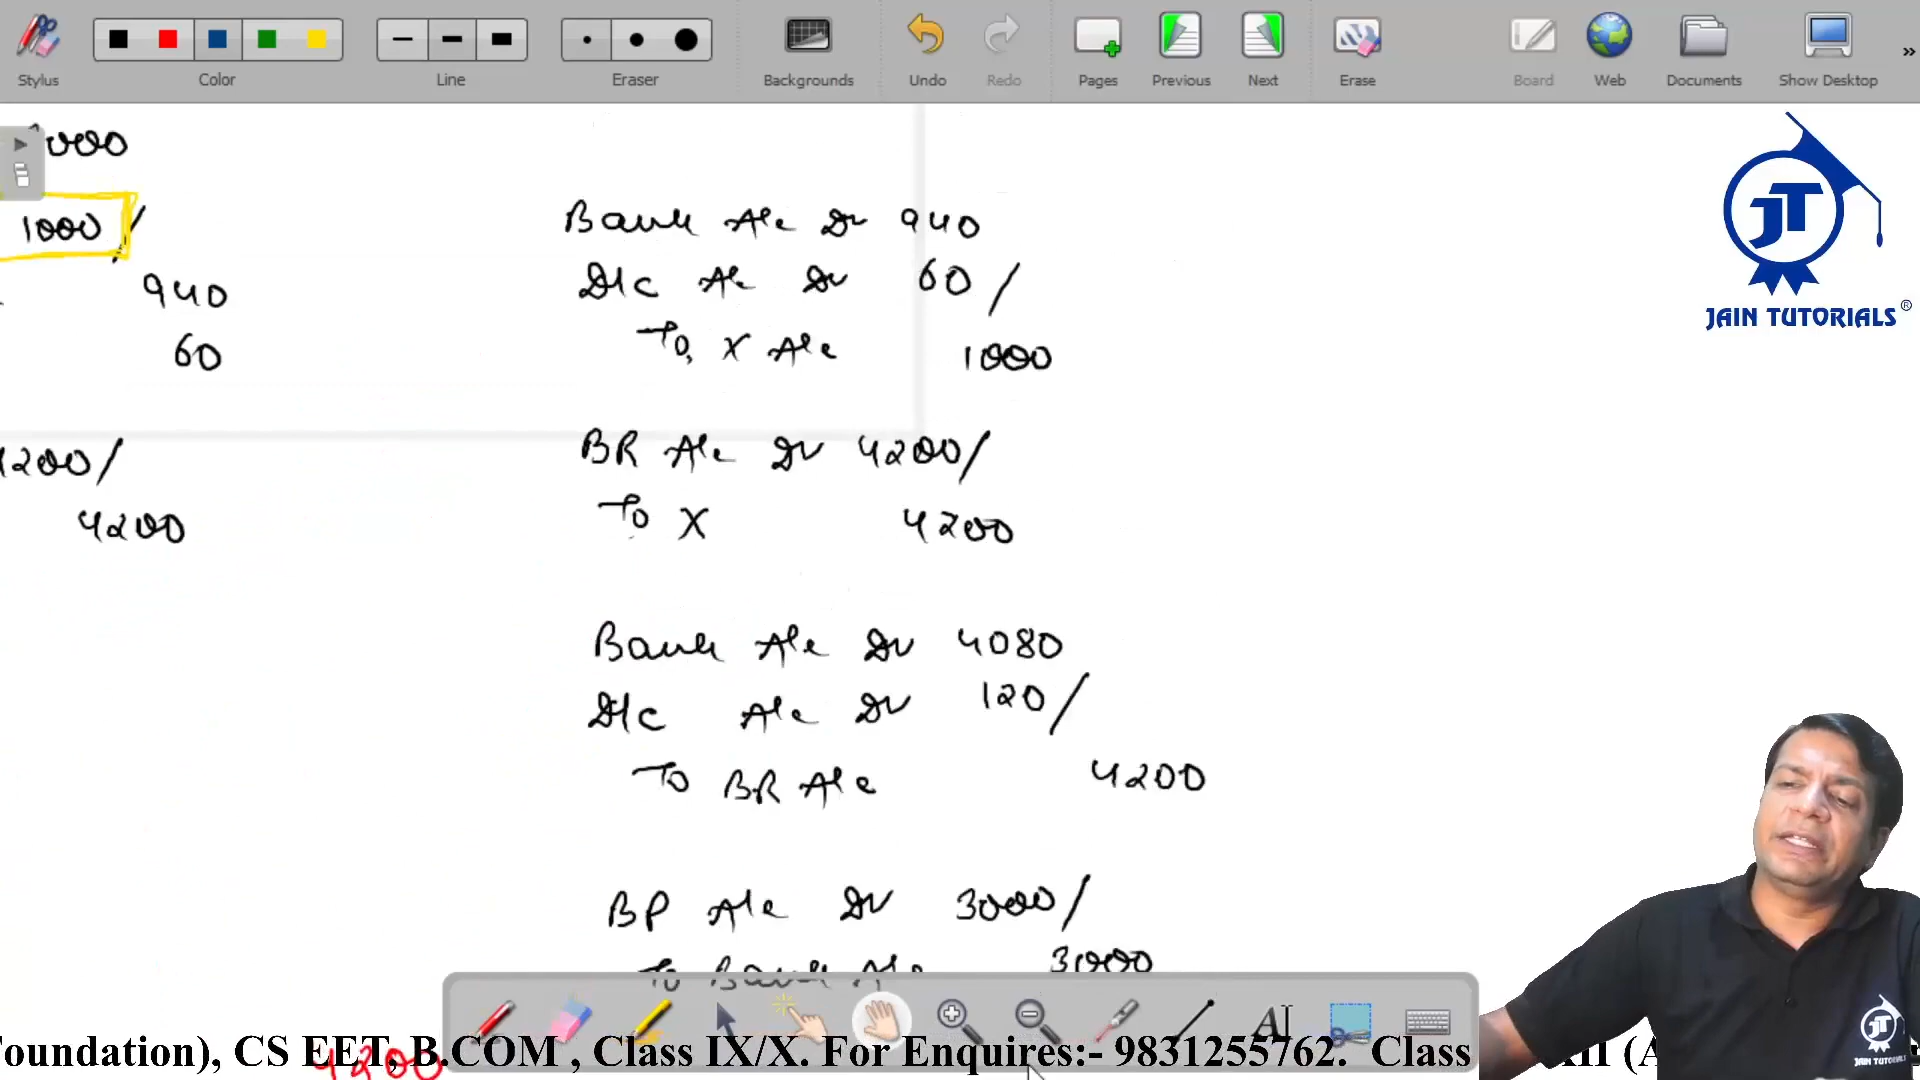 Stylus Color Line Eraser Backgrounds Undo Redo Pages Previous Next Erase Board Web Documents Show Desktop »
JT
JAIN TUTORIALS®
1000
940
60
4200
Bank A/c Dr 940
D/c A/c Dr 60/
To, X A/c 1000
BR A/c Dr 4200/
To X 4200
Bank A/c Dr 4080
D/c A/c Dr 120/
To BR A/c 4200
BP A/c Dr 3000/
To Bank A/c 3000
4200
oundation), CS EET, B.COM , Class IX/X. For Enquires:- 9831255762. Class